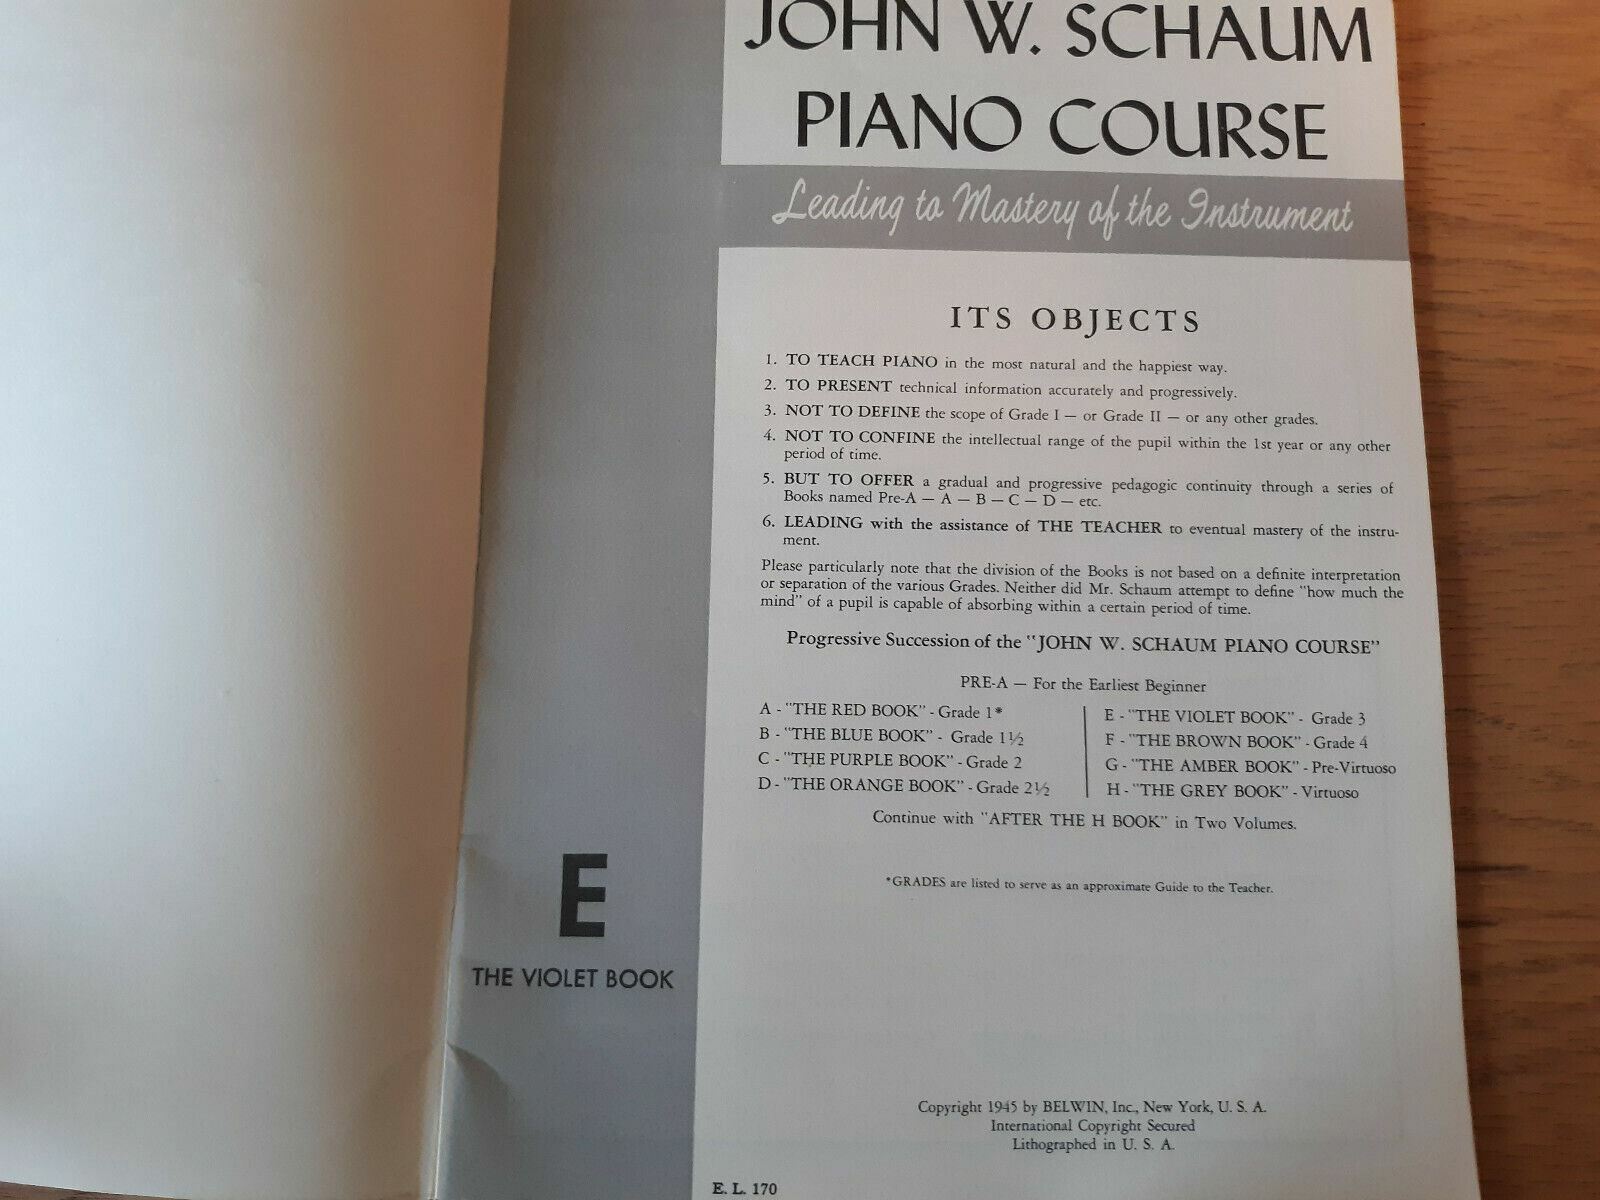 JOHN W. SCHAUM
PIANO COURSE
Leading to Mastery of the Instrument
ITS OBJECTS
1. TO TEACH PIANO in the most natural and the happiest way.
2. TO PRESENT technical information accurately and progressively.
3. NOT TO DEFINE the scope of Grade I — or Grade II — or any other grades.
4. NOT TO CONFINE the intellectual range of the pupil within the 1st year or any other
period of time.
5. BUT TO OFFER a gradual and progressive pedagogic continuity through a series of
Books named Pre-A — A — B — C — D — etc.
6. LEADING with the assistance of THE TEACHER to eventual mastery of the instru-
ment.
Please particularly note that the division of the Books is not based on a definite interpretation
or separation of the various Grades. Neither did Mr. Schaum attempt to define "how much the
mind" of a pupil is capable of absorbing within a certain period of time.
Progressive Succession of the "JOHN W. SCHAUM PIANO COURSE"
PRE-A — For the Earliest Beginner
A - "THE RED BOOK" - Grade 1*
B - "THE BLUE BOOK" - Grade 1½
C - "THE PURPLE BOOK" - Grade 2
D - "THE ORANGE BOOK" - Grade 2½
E - "THE VIOLET BOOK" - Grade 3
F - "THE BROWN BOOK" - Grade 4
G - "THE AMBER BOOK" - Pre-Virtuoso
H - "THE GREY BOOK" - Virtuoso
Continue with "AFTER THE H BOOK" in Two Volumes.
*GRADES are listed to serve as an approximate Guide to the Teacher.
E
THE VIOLET BOOK
Copyright 1945 by BELWIN, Inc., New York, U. S. A.
International Copyright Secured
Lithographed in U. S. A.
E. L. 170